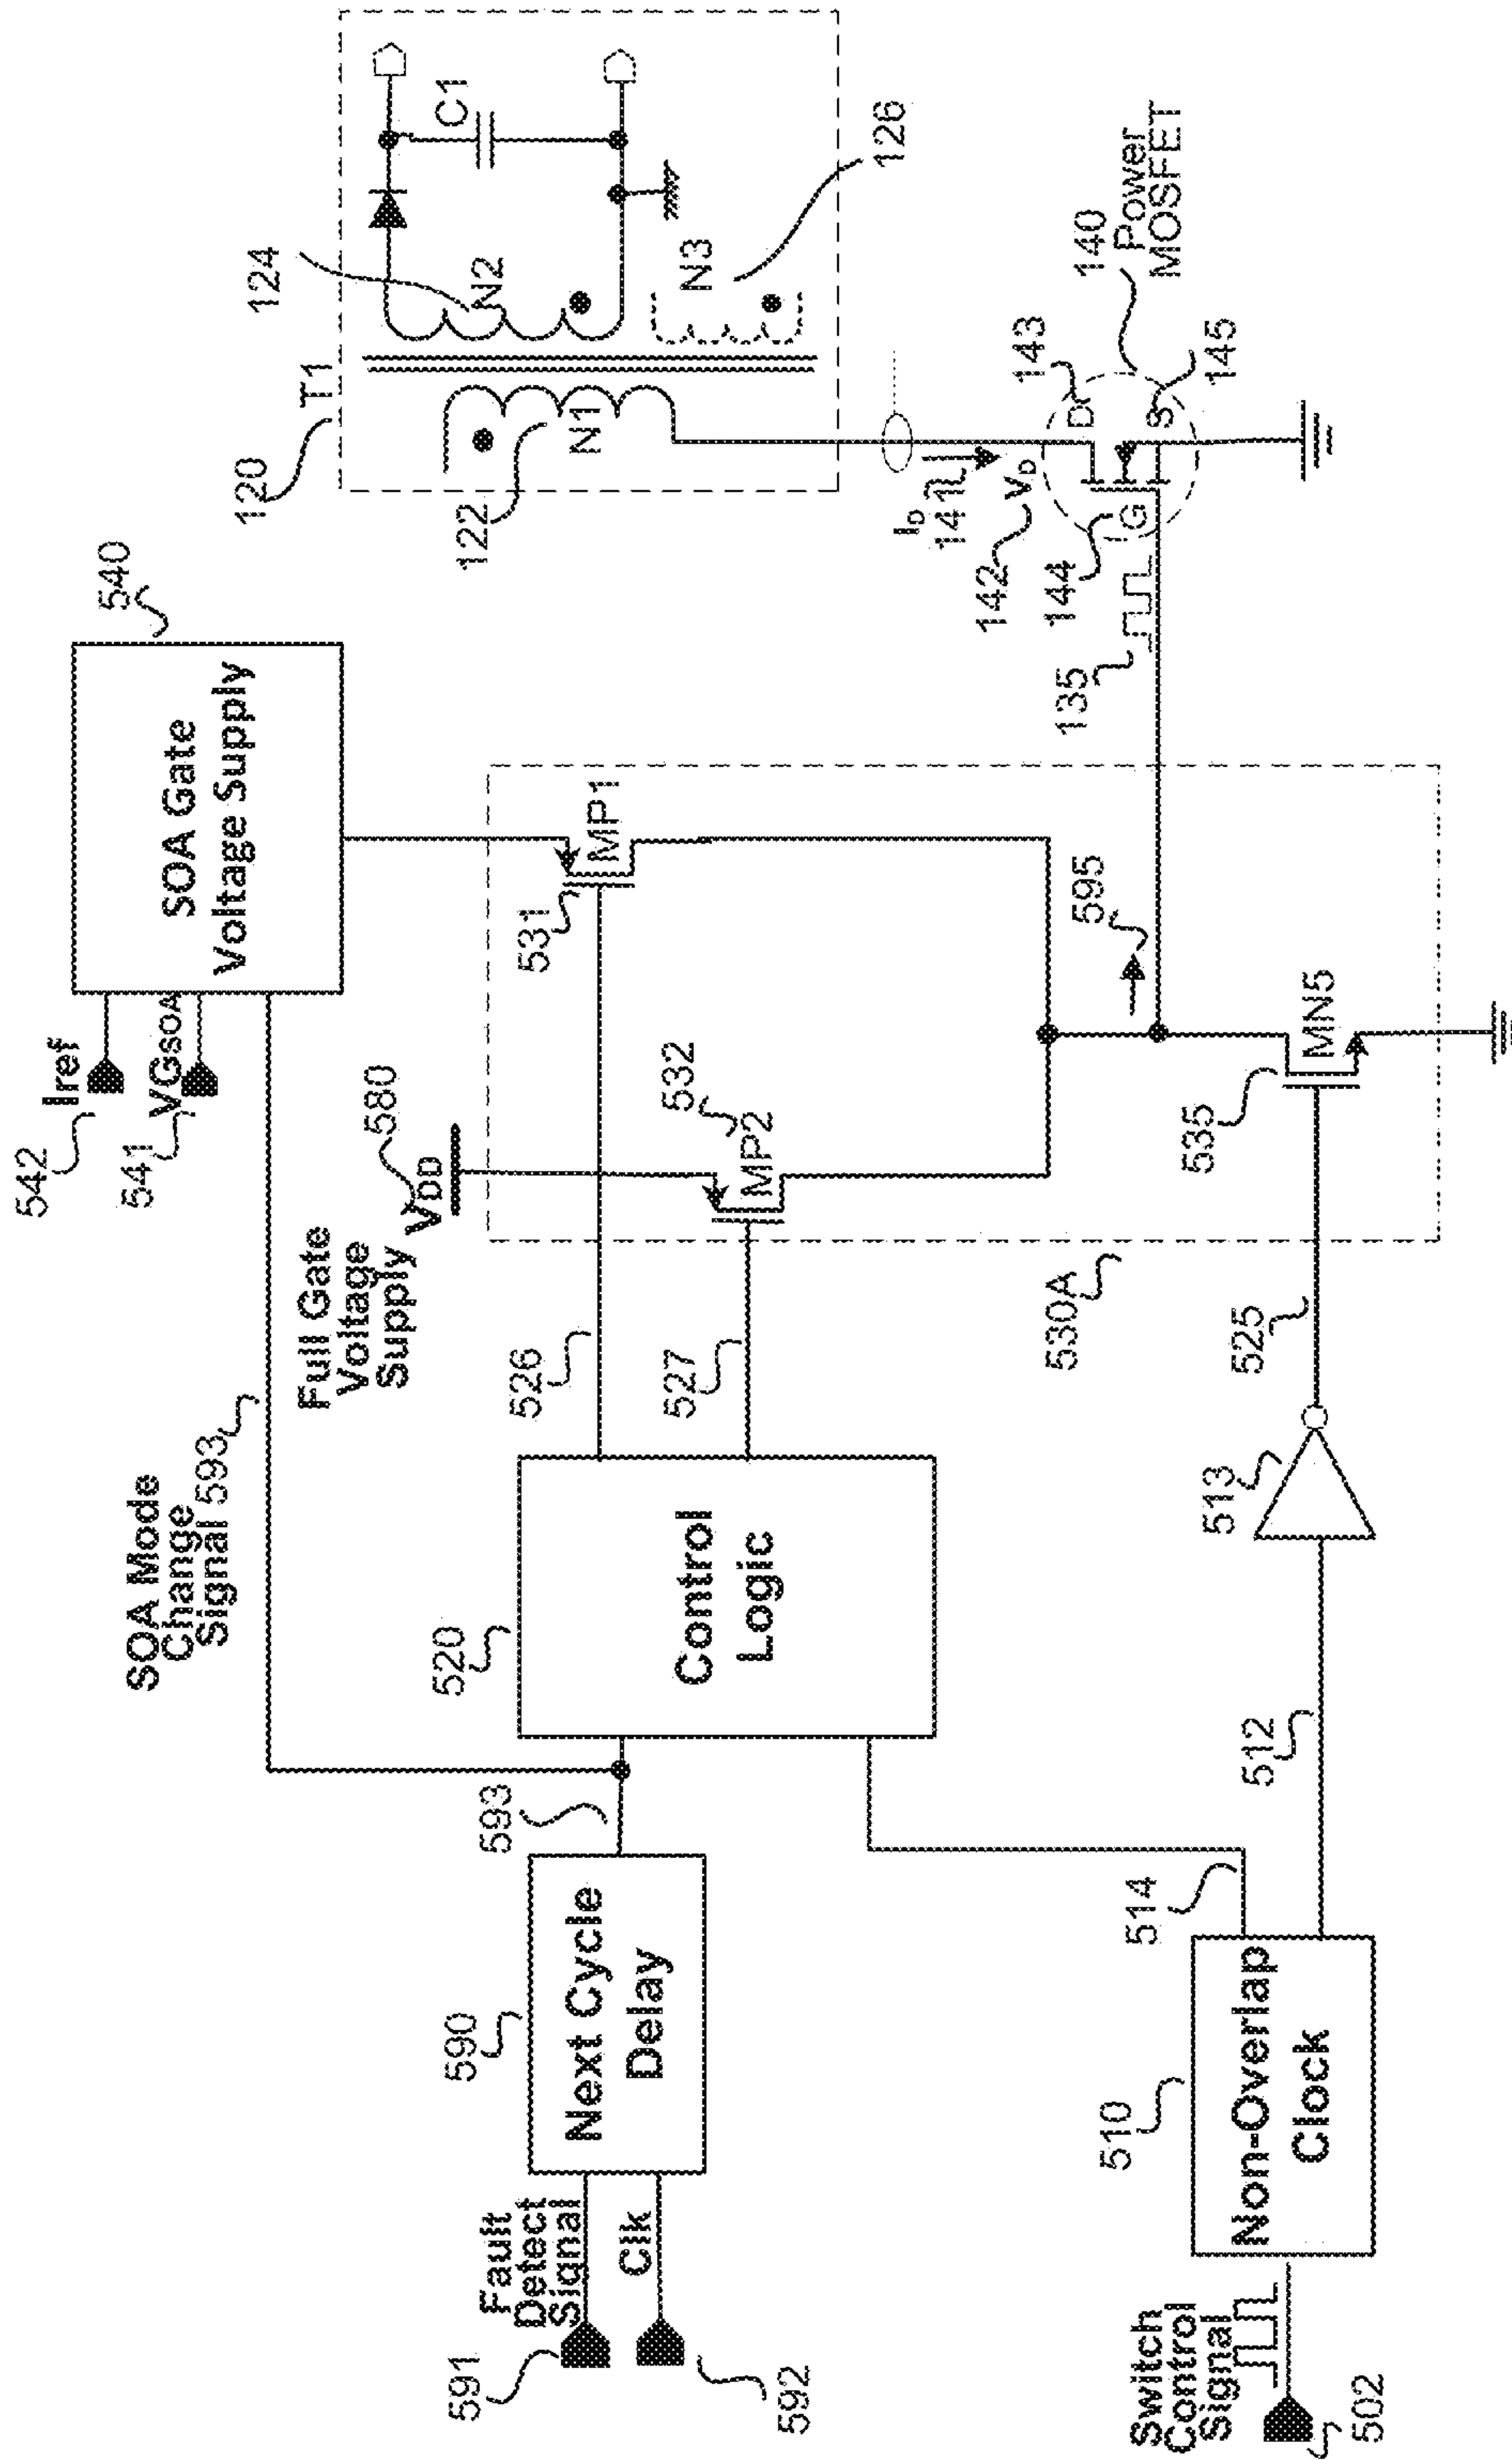 542
Iref
541
VGSOA
SOA Gate
Voltage Supply
540
SOA Mode
Change
Signal 593
Full Gate
Voltage
Supply
VDD
580
120
T1
122
N1
124
N2
C1
N3
126
591
Fault
Detect
Signal
Clk
592
590
Next Cycle
Delay
593
520
Control
Logic
526
527
532
MP2
531
MP1
530A
595
135
ID
141
142
VD
144
G
D
143
S
145
140
Power
MOSFET
Switch
Control
Signal
502
510
Non-Overlap
Clock
514
512
513
525
535
MN5